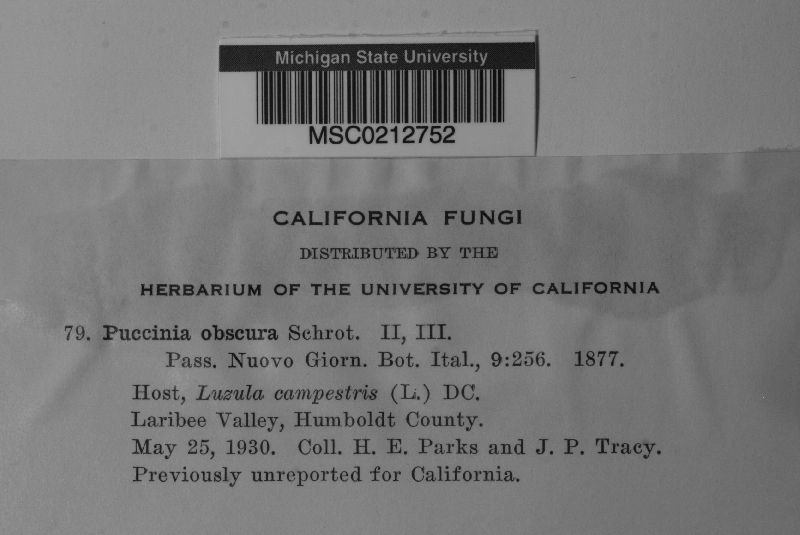 Michigan State University
MSC0212752
CALIFORNIA FUNGI
DISTRIBUTED BY THE
HERBARIUM OF THE UNIVERSITY OF CALIFORNIA
79. Puccinia obscura Schrot. II, III.
Pass. Nuovo Giorn. Bot. Ital., 9:256. 1877.
Host, Luzula campestris (L.) DC.
Laribee Valley, Humboldt County.
May 25, 1930. Coll. H. E. Parks and J. P. Tracy.
Previously unreported for California.